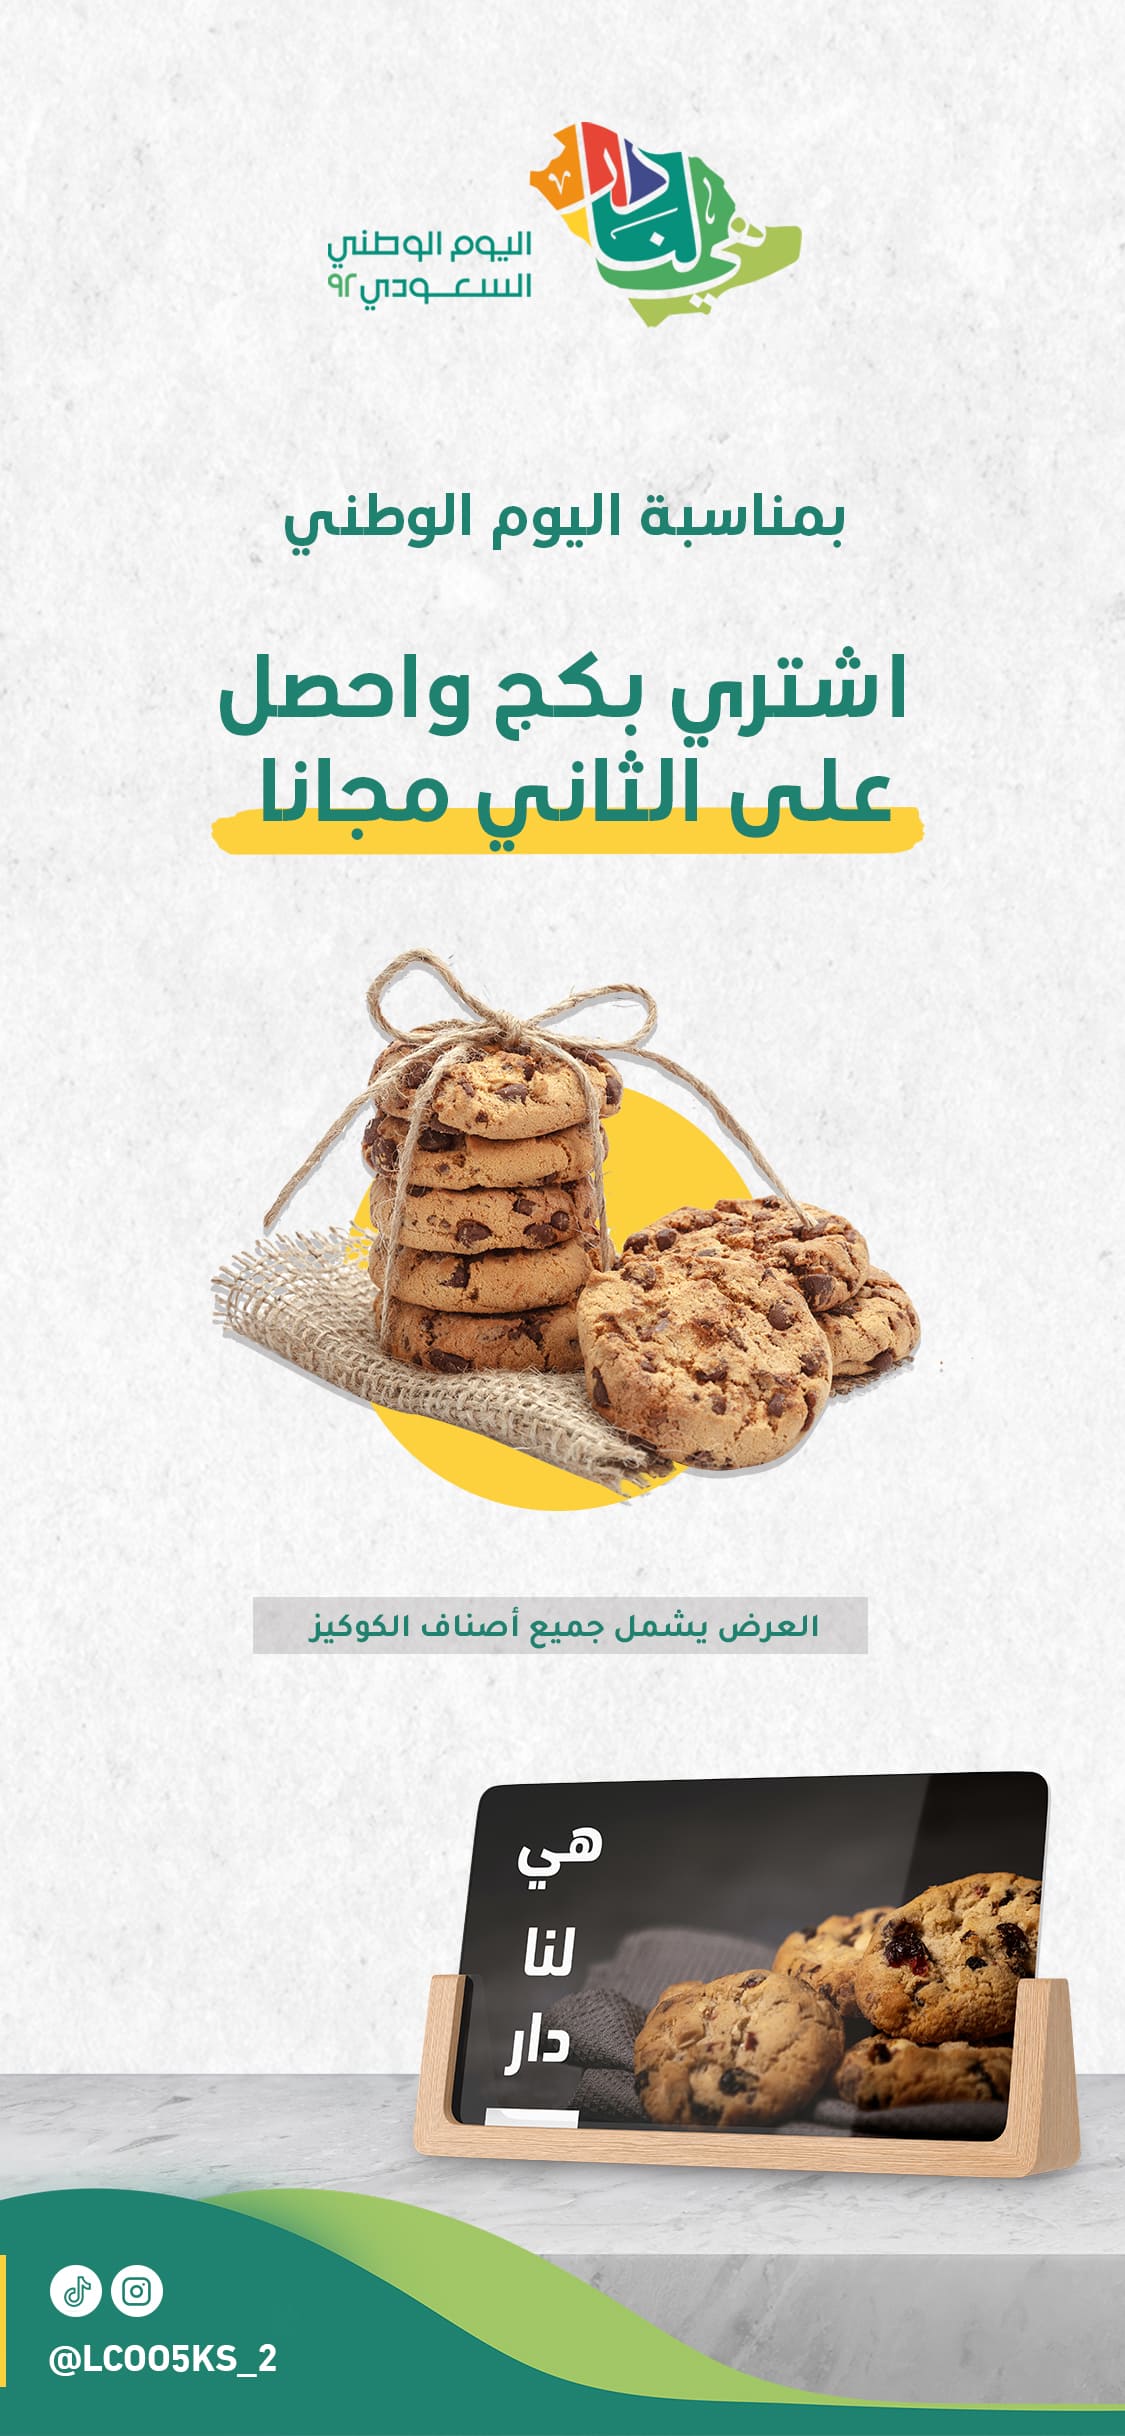 هي لنا دار
اليوم الوطني
السعودي ٩٢
بمناسبة اليوم الوطني
اشتري بكج واحصل
على الثاني مجانا
العرض يشمل جميع أصناف الكوكيز
هي
لنا
دار
@LCOO5KS_2